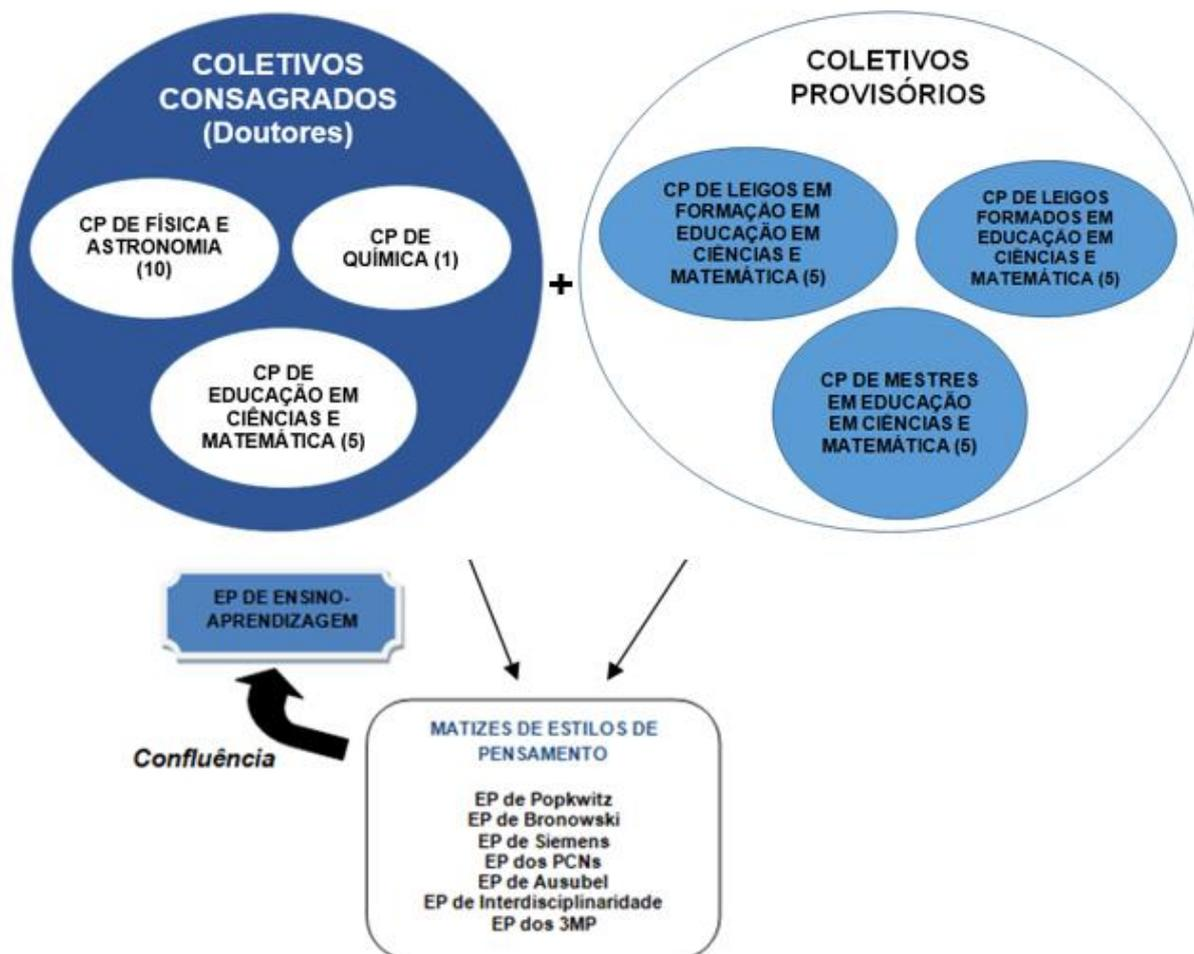 COLETIVOS
CONSAGRADOS
(Doutores)
CP DE FÍSICA E
ASTRONOMIA
(10)
CP DE
QUÍMICA (1)
CP DE
EDUCAÇÃO EM
CIÊNCIAS E
MATEMÁTICA (5)
+
COLETIVOS
PROVISÓRIOS
CP DE LEIGOS EM
FORMAÇÃO EM
EDUCAÇÃO EM
CIÊNCIAS E
MATEMÁTICA (5)
CP DE LEIGOS
FORMADOS EM
EDUCAÇÃO EM
CIÊNCIAS E
MATEMÁTICA (5)
CP DE MESTRES
EM EDUCAÇÃO
EM CIÊNCIAS E
MATEMÁTICA (5)
EP DE ENSINO-
APRENDIZAGEM
Confluência
MATIZES DE ESTILOS DE
PENSAMENTO
EP de Popkwitz
EP de Bronowski
EP de Siemens
EP dos PCNs
EP de Ausubel
EP de Interdisciplinaridade
EP dos 3MP